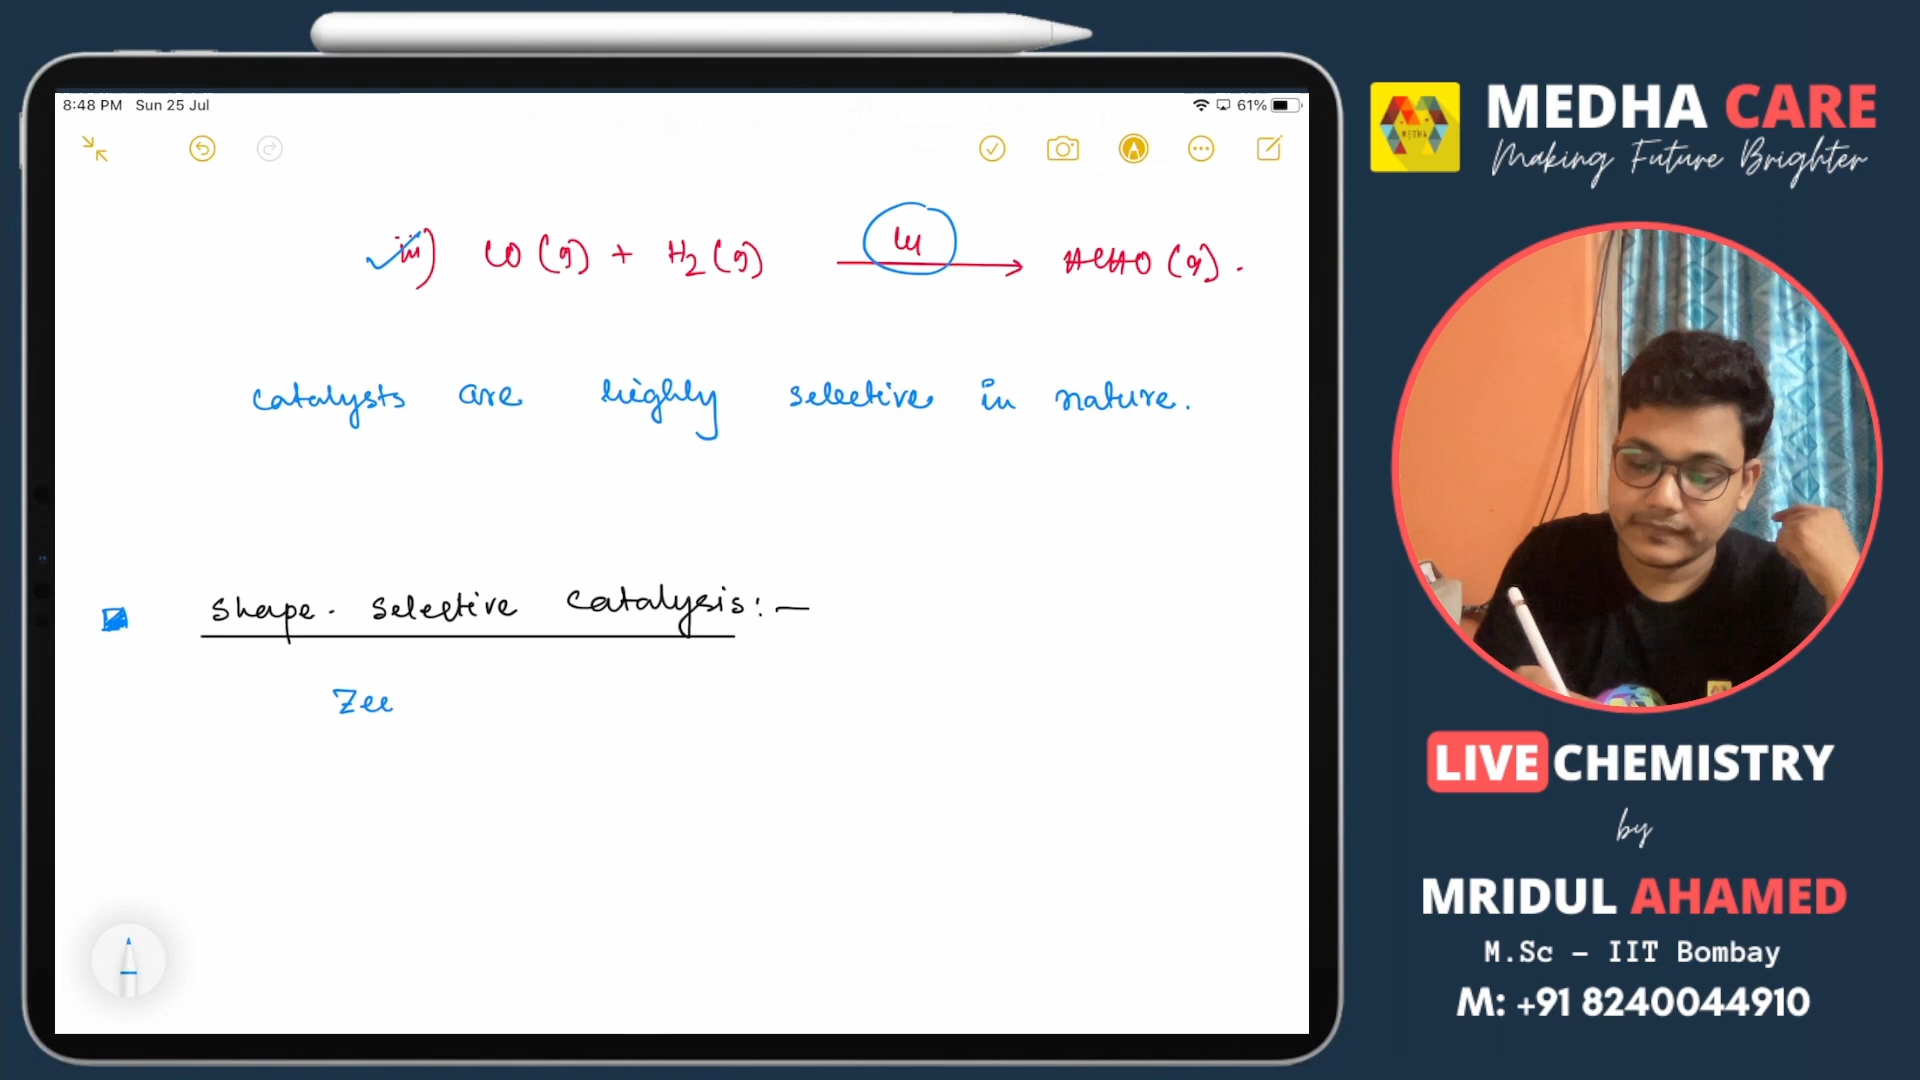 8:48 PM Sun 25 Jul
61%
iii) CO (g) + H2 (g) Cu → HCHO (g).
catalysts are highly selective in nature.
Shape - selective catalysis: —
Zee
MEDHA CARE
Making Future Brighter
MEDHA
LIVE CHEMISTRY
by
MRIDUL AHAMED
M.Sc – IIT Bombay
M: +91 8240044910